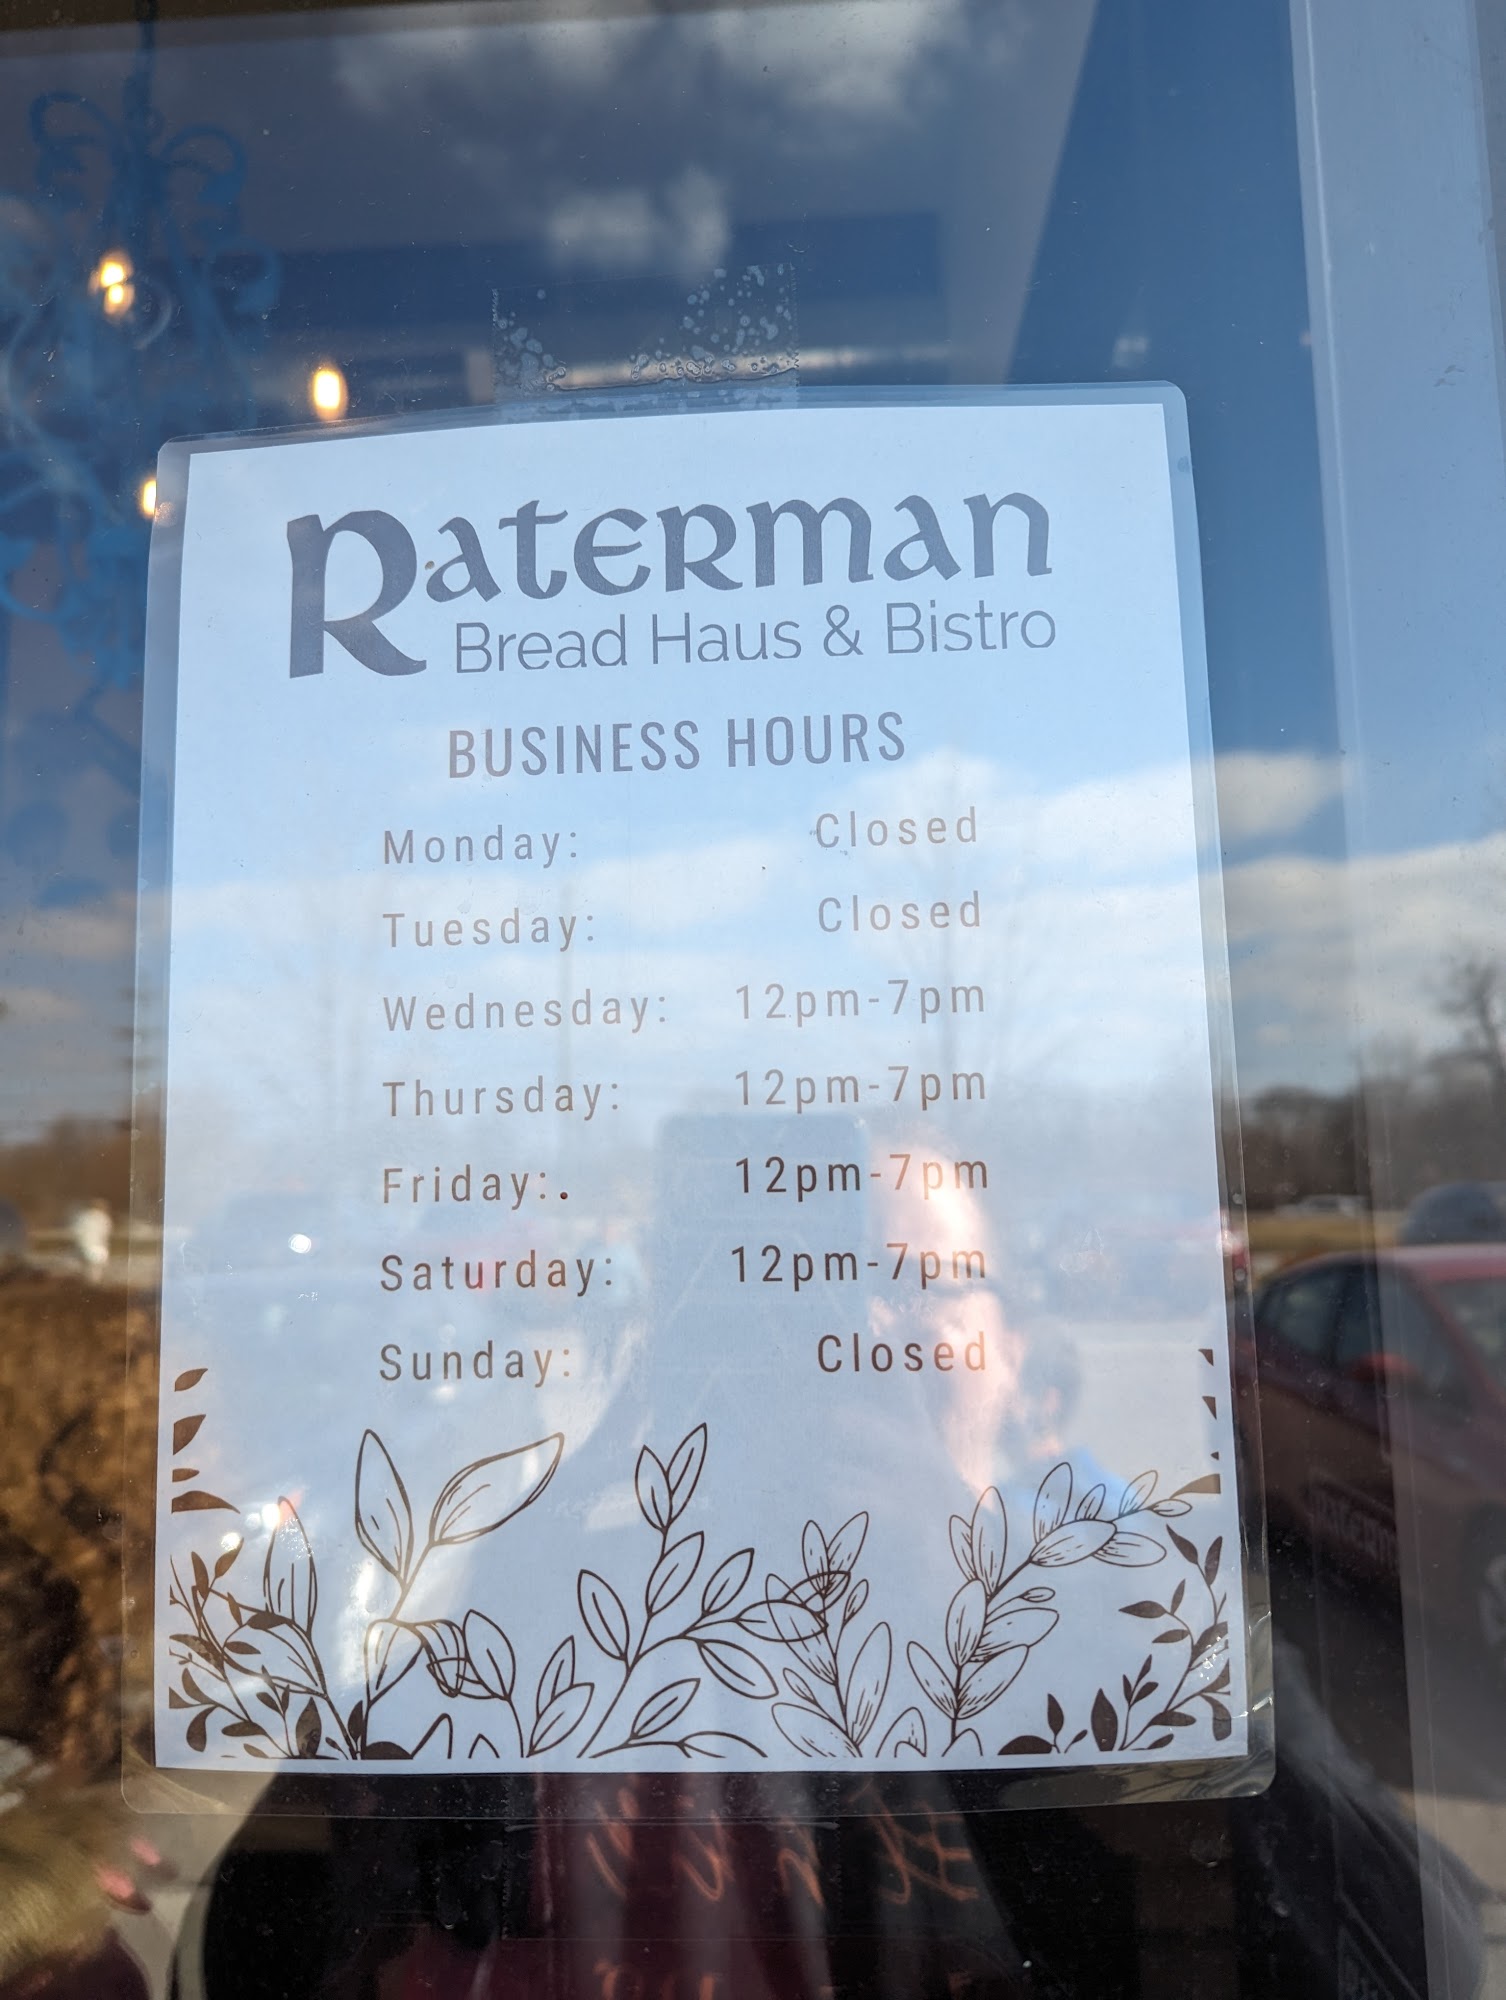 Raterman
Bread Haus & Bistro
BUSINESS HOURS
Monday: Closed
Tuesday: Closed
Wednesday: 12pm-7pm
Thursday: 12pm-7pm
Friday:. 12pm-7pm
Saturday: 12pm-7pm
Sunday: Closed